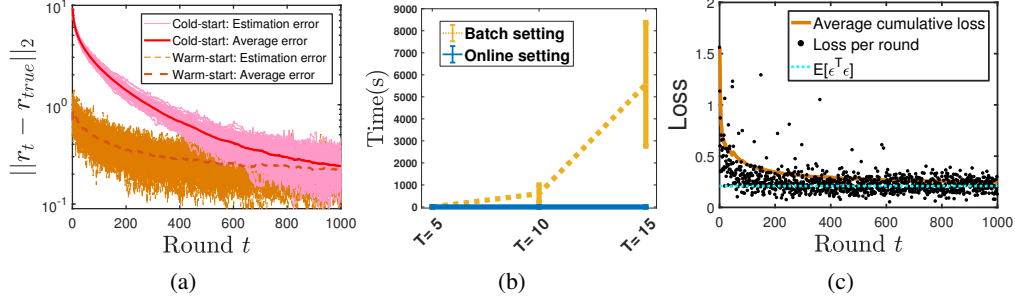 10^1
10^0
10^-1
||r_t − r_true||_2
Cold-start: Estimation error
Cold-start: Average error
Warm-start: Estimation error
Warm-start: Average error
0 200 400 600 800 1000
Round t
(a)
9000
8000
7000
6000
5000
4000
3000
2000
1000
0
Time(s)
Batch setting
Online setting
T= 5 T= 10 T= 15
(b)
2
1.5
1
0.5
0
Loss
Average cumulative loss
Loss per round
E[ϵ^T ϵ]
0 200 400 600 800 1000
Round t
(c)